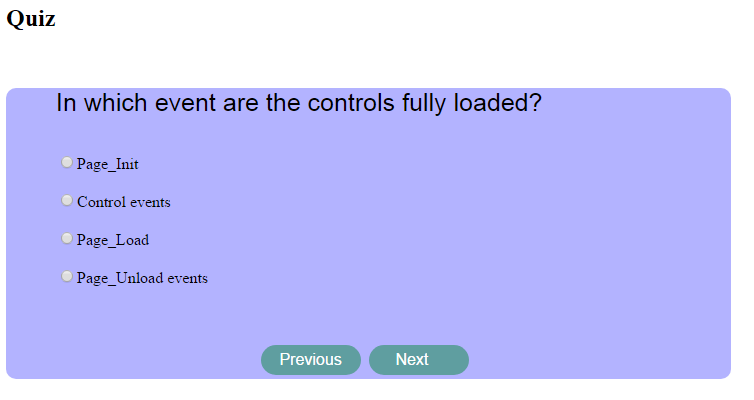 Quiz
In which event are the controls fully loaded?
Page_Init
Control events
Page_Load
Page_Unload events
Previous Next